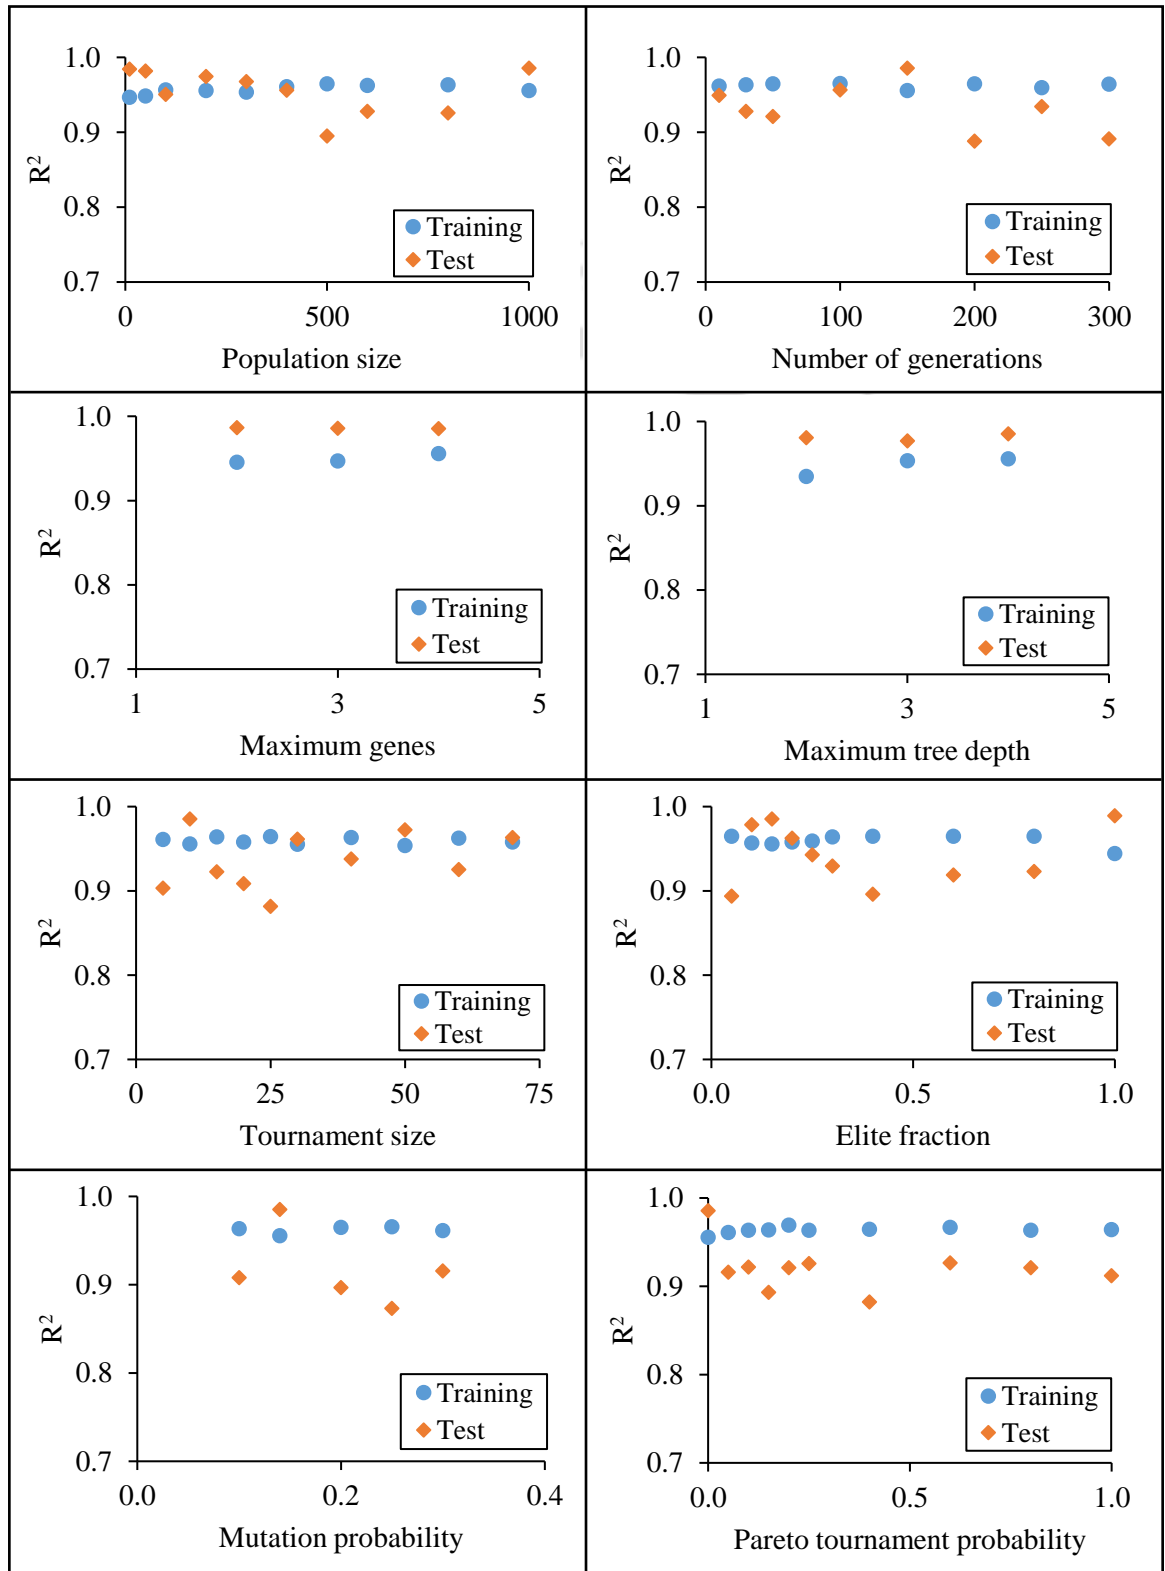 1.0
0.9
0.8
0.7
R²
Training
Test
0
500
1000
Population size
1.0
0.9
0.8
0.7
R²
Training
Test
0
100
200
300
Number of generations
1.0
0.9
0.8
0.7
R²
Training
Test
1
3
5
Maximum genes
1.0
0.9
0.8
0.7
R²
Training
Test
1
3
5
Maximum tree depth
1.0
0.9
0.8
0.7
R²
Training
Test
0
25
50
75
Tournament size
1.0
0.9
0.8
0.7
R²
Training
Test
0.0
0.5
1.0
Elite fraction
1.0
0.9
0.8
0.7
R²
Training
Test
0.0
0.2
0.4
Mutation probability
1.0
0.9
0.8
0.7
R²
Training
Test
0.0
0.5
1.0
Pareto tournament probability